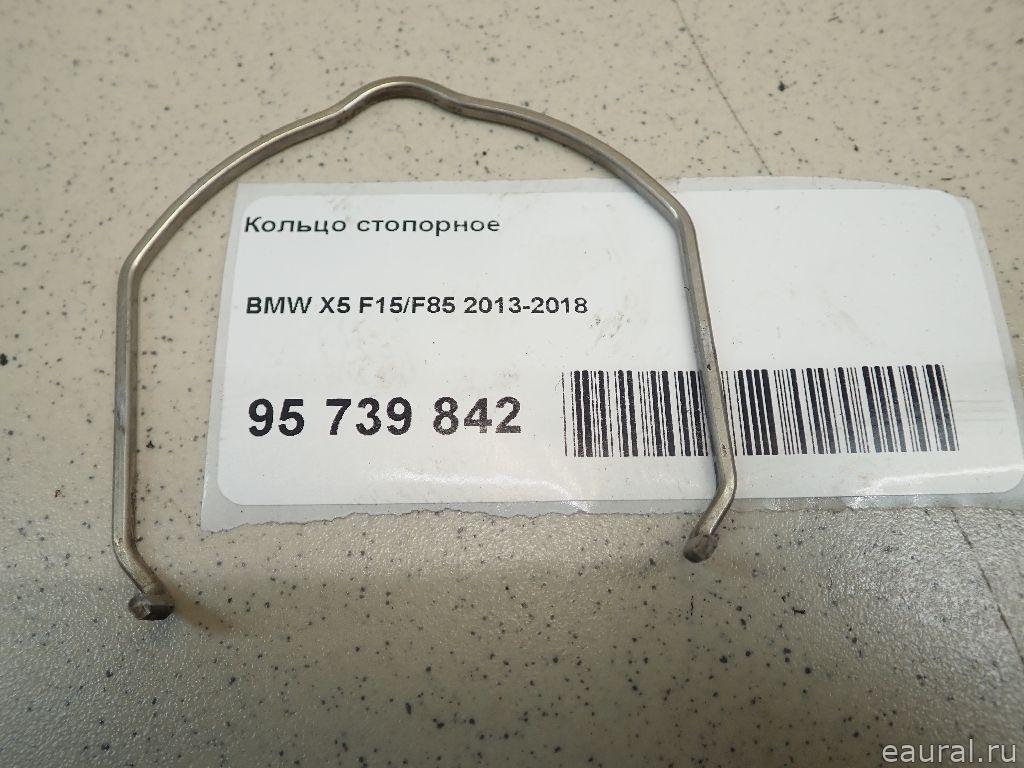 Кольцо стопорное
BMW X5 F15/F85 2013-2018
95 739 842
eaural.ru